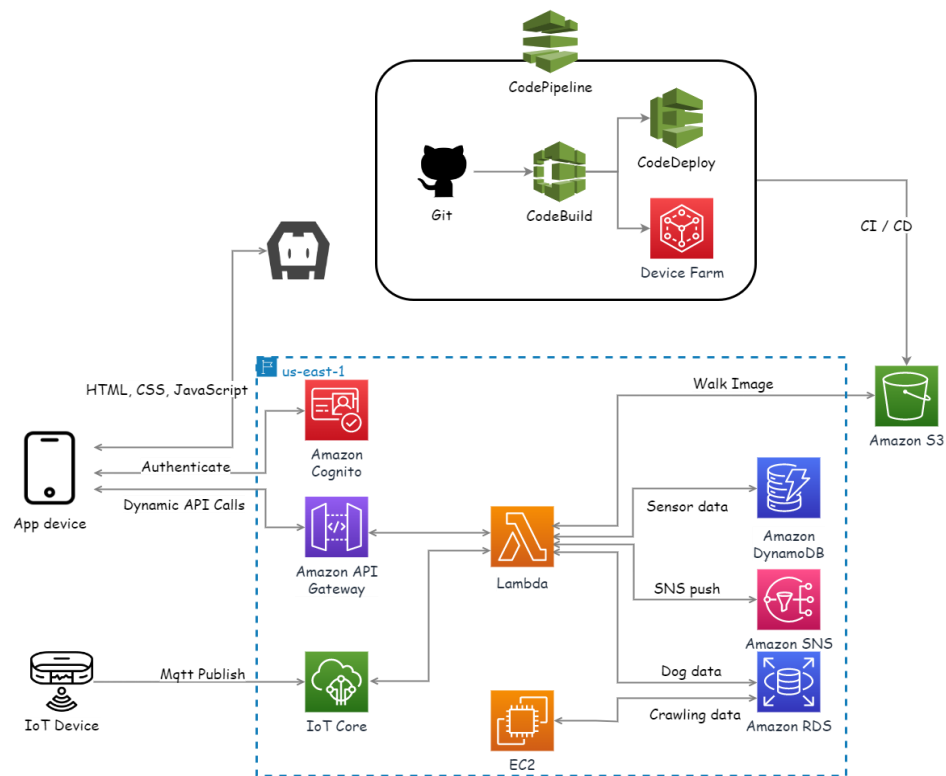 CodePipeline
CodeDeploy
Git
CodeBuild
CI / CD
Device Farm
us-east-1
HTML, CSS, JavaScript
Walk Image
Amazon S3
Amazon
Cognito
Authenticate
App device
Dynamic API Calls
Sensor data
Amazon
DynamoDB
Amazon API
Gateway
Lambda
SNS push
Amazon SNS
Mqtt Publish
Dog data
IoT Device
IoT Core
Crawling data
Amazon RDS
EC2